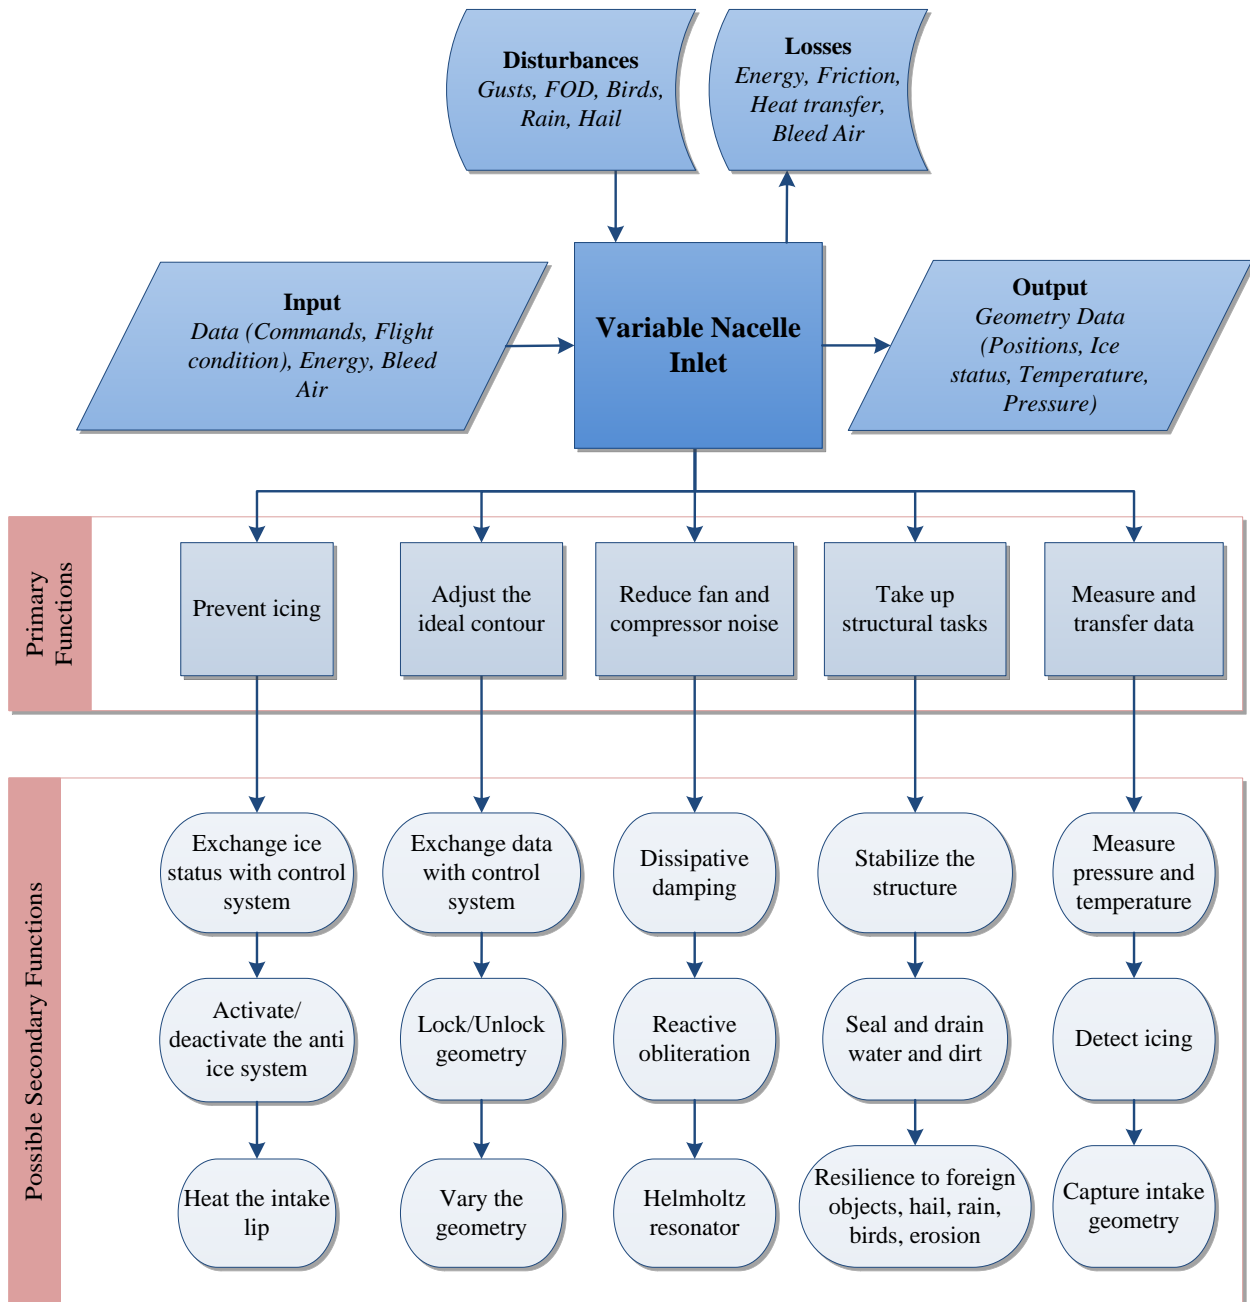 Disturbances
Gusts, FOD, Birds,
Rain, Hail
Losses
Energy, Friction,
Heat transfer,
Bleed Air
Input
Data (Commands, Flight
condition), Energy, Bleed
Air
Variable Nacelle
Inlet
Output
Geometry Data
(Positions, Ice
status, Temperature,
Pressure)
Primary
Functions
Prevent icing
Adjust the
ideal contour
Reduce fan and
compressor noise
Take up
structural tasks
Measure and
transfer data
Possible Secondary Functions
Exchange ice
status with control
system
Exchange data
with control
system
Dissipative
damping
Stabilize the
structure
Measure
pressure and
temperature
Activate/
deactivate the anti
ice system
Lock/Unlock
geometry
Reactive
obliteration
Seal and drain
water and dirt
Detect icing
Heat the intake
lip
Vary the
geometry
Helmholtz
resonator
Resilience to foreign
objects, hail, rain,
birds, erosion
Capture intake
geometry